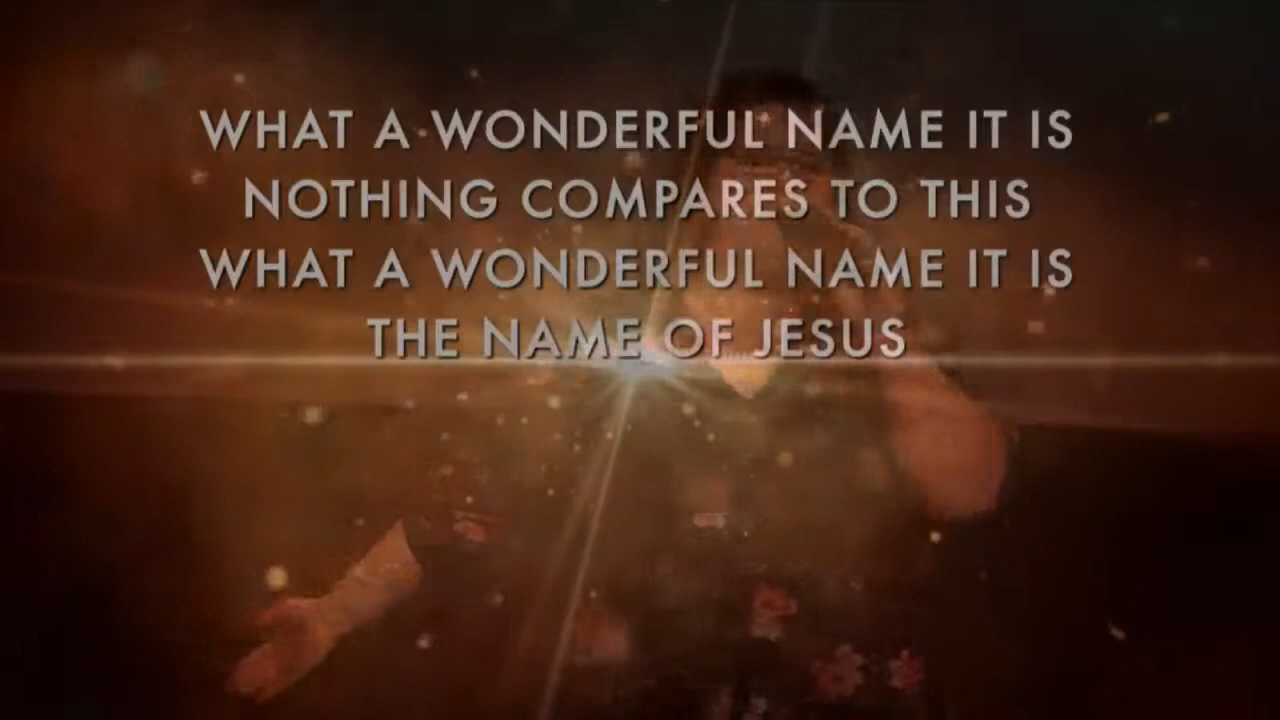 WHAT A WONDERFUL NAME IT IS
NOTHING COMPARES TO THIS
WHAT A WONDERFUL NAME IT IS
THE NAME OF JESUS